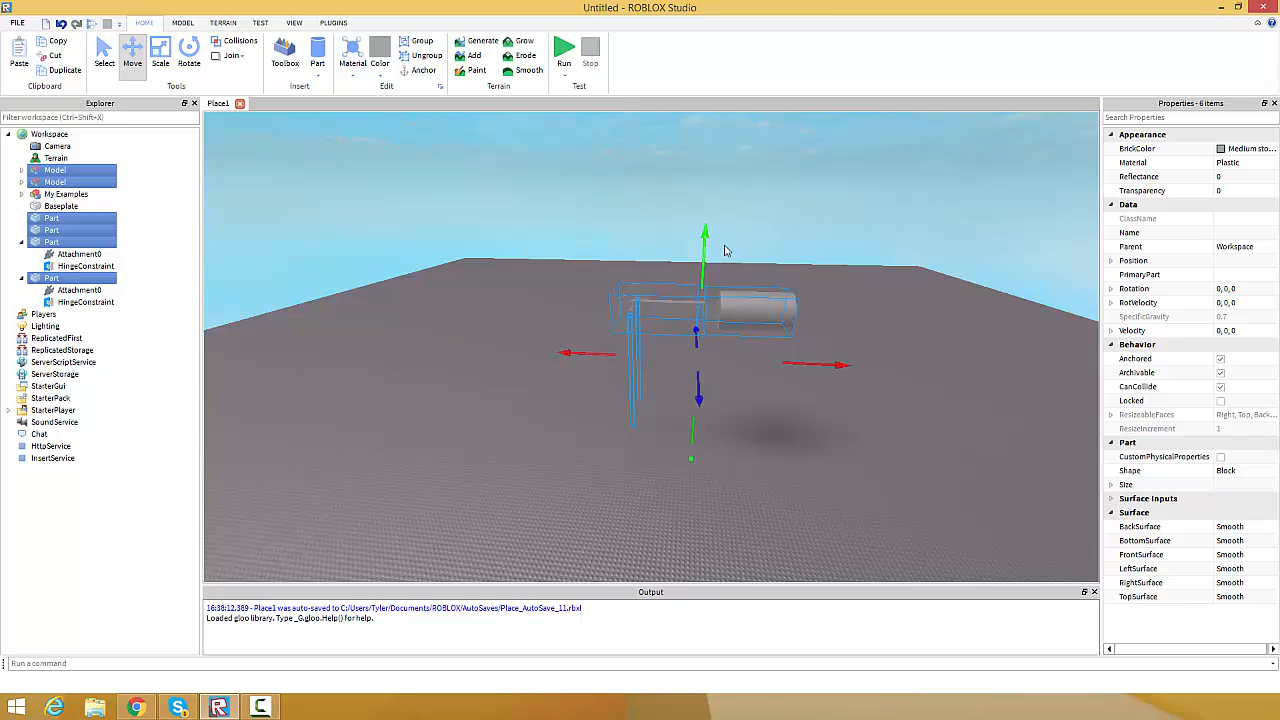 Untitled - ROBLOX Studio
FILE HOME MODEL TERRAIN TEST VIEW PLUGINS
Paste Copy Cut Duplicate Select Move Scale Rotate Collisions Join Toolbox Part Material Color Group Ungroup Anchor Generate Add Paint Grow Erode Smooth Run Stop
Clipboard Tools Insert Edit Terrain Test
Explorer
Filter workspace (Ctrl+Shift+X)
Workspace
Camera
Terrain
Model
Model
My Examples
Baseplate
Part
Part
Part
Attachment0
HingeConstraint
Part
Attachment0
HingeConstraint
Players
Lighting
ReplicatedFirst
ReplicatedStorage
ServerScriptService
ServerStorage
StarterGui
StarterPack
StarterPlayer
SoundService
Chat
HttpService
InsertService
Place1
Output
16:38:12.389 - Place1 was auto-saved to C:/Users/Tyler/Documents/ROBLOX/AutoSaves/Place_AutoSave_11.rbxl
Loaded gloo library. Type _G.gloo.Help() for help.
Run a command
Properties - 6 items
Search Properties
Appearance
BrickColor Medium sto...
Material Plastic
Reflectance 0
Transparency 0
Data
ClassName
Name
Parent Workspace
Position
PrimaryPart
Rotation 0, 0, 0
RotVelocity 0, 0, 0
SpecificGravity 0.7
Velocity 0, 0, 0
Behavior
Anchored
Archivable
CanCollide
Locked
ResizeableFaces Right, Top, Back...
ResizeIncrement 1
Part
CustomPhysicalProperties
Shape Block
Size
Surface Inputs
Surface
BackSurface Smooth
BottomSurface Smooth
FrontSurface Smooth
LeftSurface Smooth
RightSurface Smooth
TopSurface Smooth